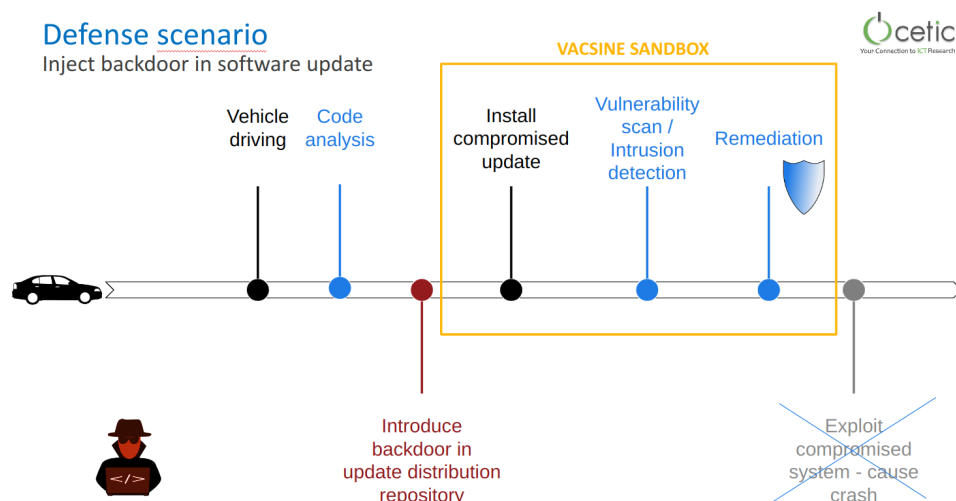 Defense scenario
Inject backdoor in software update
VACSINE SANDBOX
cetic
Your Connection to ICT Research
Vehicle
driving
Code
analysis
Install
compromised
update
Vulnerability
scan /
Intrusion
detection
Remediation
Introduce
backdoor in
update distribution
repository
Exploit
compromised
system - cause
crash
</>